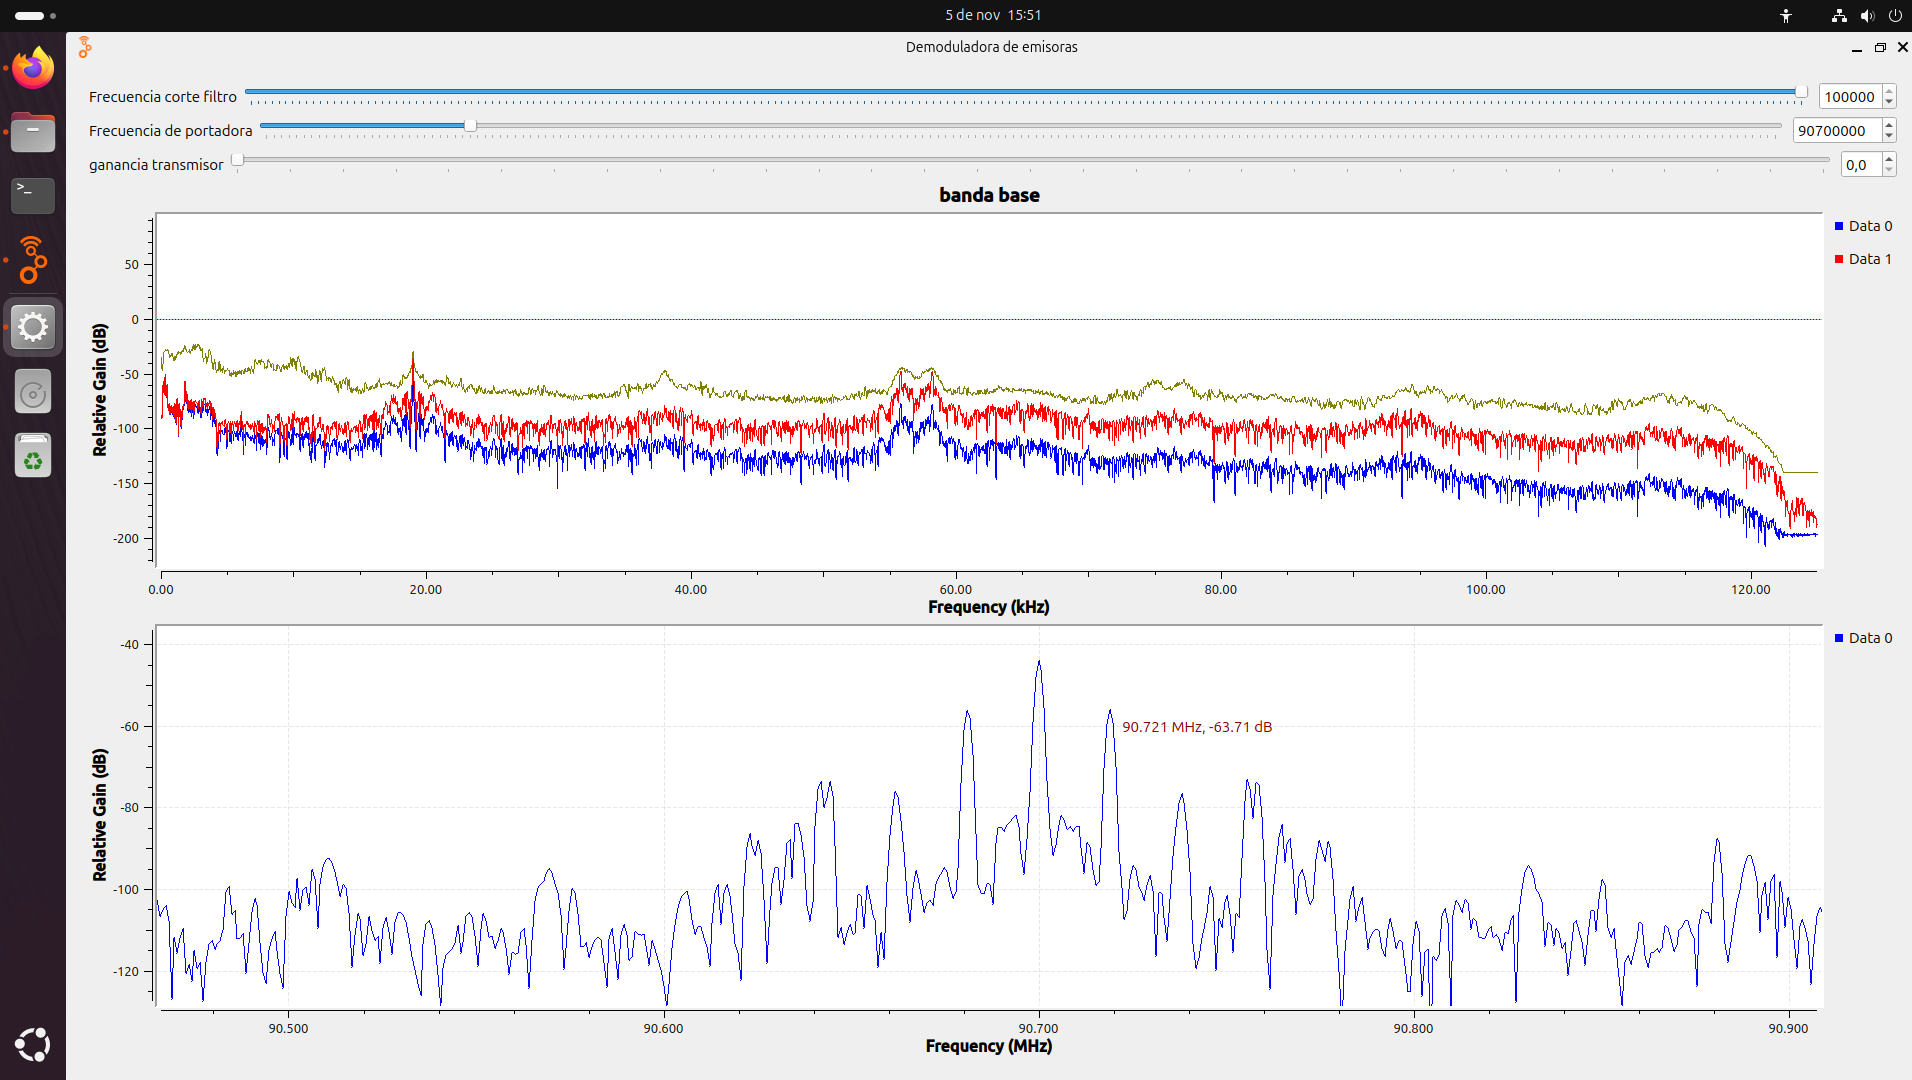 5 de nov 15:51
Demoduladora de emisoras
Frecuencia corte filtro 100000
Frecuencia de portadora 90700000
ganancia transmisor 0,0
banda base
Data 0
Data 1
Relative Gain (dB)
50
0
-50
-100
-150
-200
0.00 20.00 40.00 60.00 80.00 100.00 120.00
Frequency (kHz)
Data 0
Relative Gain (dB)
-40
-60
-80
-100
-120
90.721 MHz, -63.71 dB
90.500 90.600 90.700 90.800 90.900
Frequency (MHz)
>_